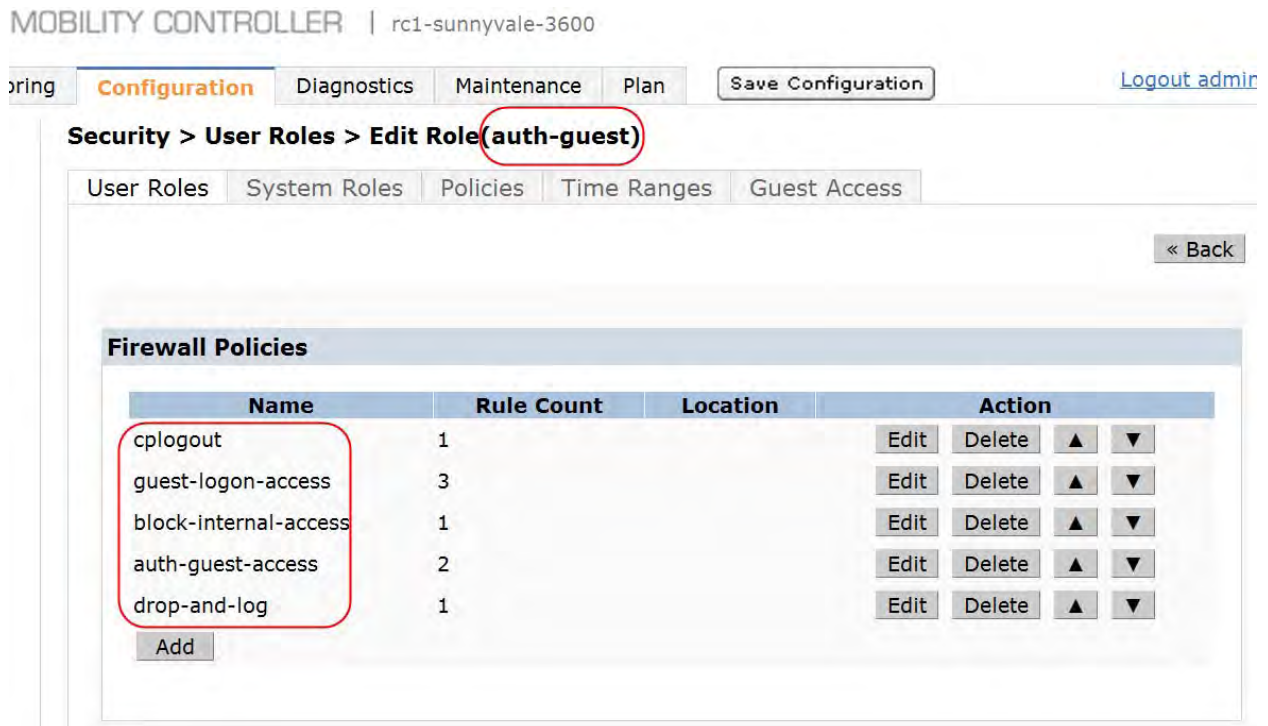 MOBILITY CONTROLLER | rc1-sunnyvale-3600
oring Configuration Diagnostics Maintenance Plan Save Configuration Logout admin
Security > User Roles > Edit Role(auth-guest)
User Roles System Roles Policies Time Ranges Guest Access
« Back
Firewall Policies
Name Rule Count Location Action
cplogout 1 Edit Delete ▲ ▼
guest-logon-access 3 Edit Delete ▲ ▼
block-internal-access 1 Edit Delete ▲ ▼
auth-guest-access 2 Edit Delete ▲ ▼
drop-and-log 1 Edit Delete ▲ ▼
Add